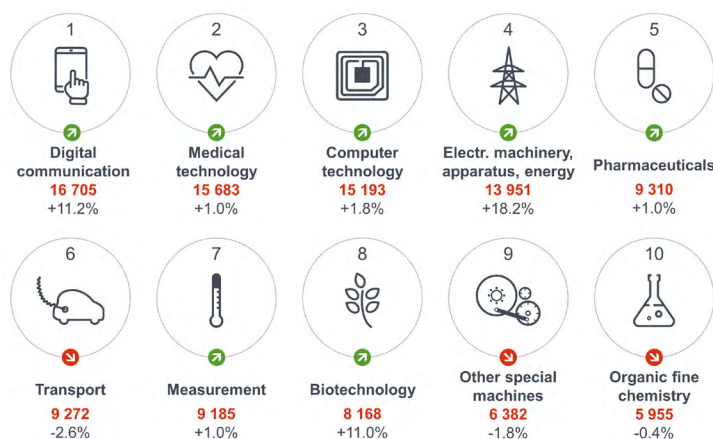 1
2
3
4
5
Digital
communication
16 705
+11.2%
Medical
technology
15 683
+1.0%
Computer
technology
15 193
+1.8%
Electr. machinery,
apparatus, energy
13 951
+18.2%
Pharmaceuticals
9 310
+1.0%
6
7
8
9
10
Transport
9 272
-2.6%
Measurement
9 185
+1.0%
Biotechnology
8 168
+11.0%
Other special
machines
6 382
-1.8%
Organic fine
chemistry
5 955
-0.4%